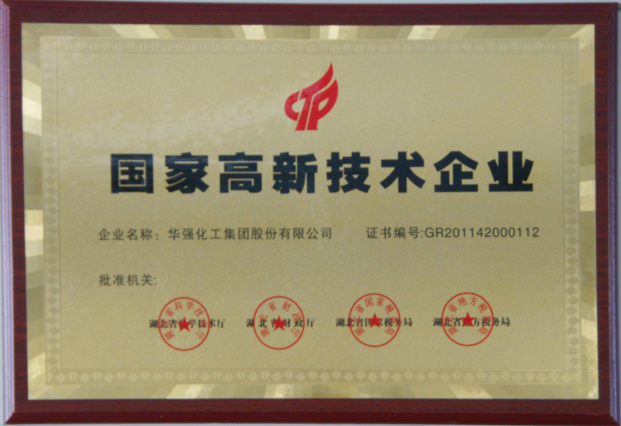 国家高新技术企业
企业名称：华强化工集团股份有限公司 证书编号:GR201142000112
批准机关:
湖北省科学技术厅 湖北省财政厅 湖北省国家税务局 湖北省地方税务局